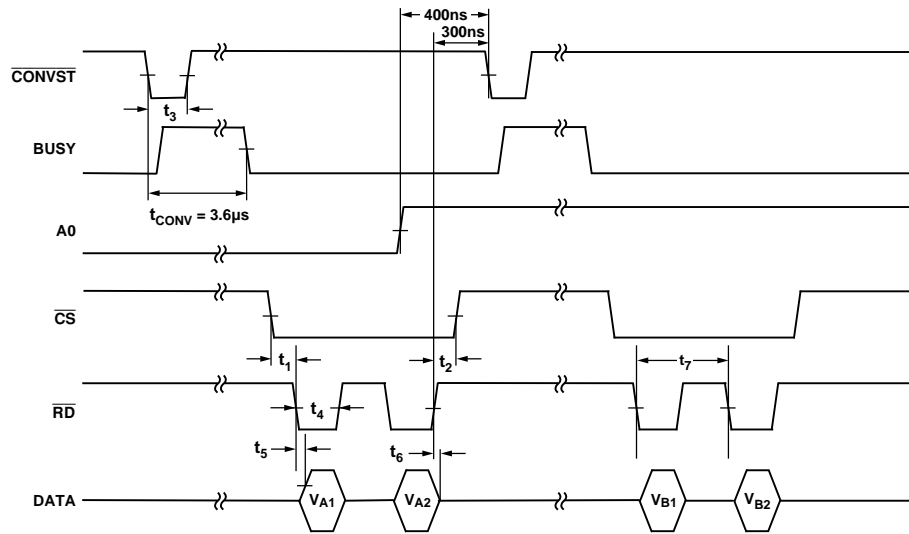 400ns
300ns
CONVST
t3
BUSY
tCONV = 3.6µs
A0
CS
t1
t2
t7
RD
t4
t5
t6
DATA
VA1
VA2
VB1
VB2